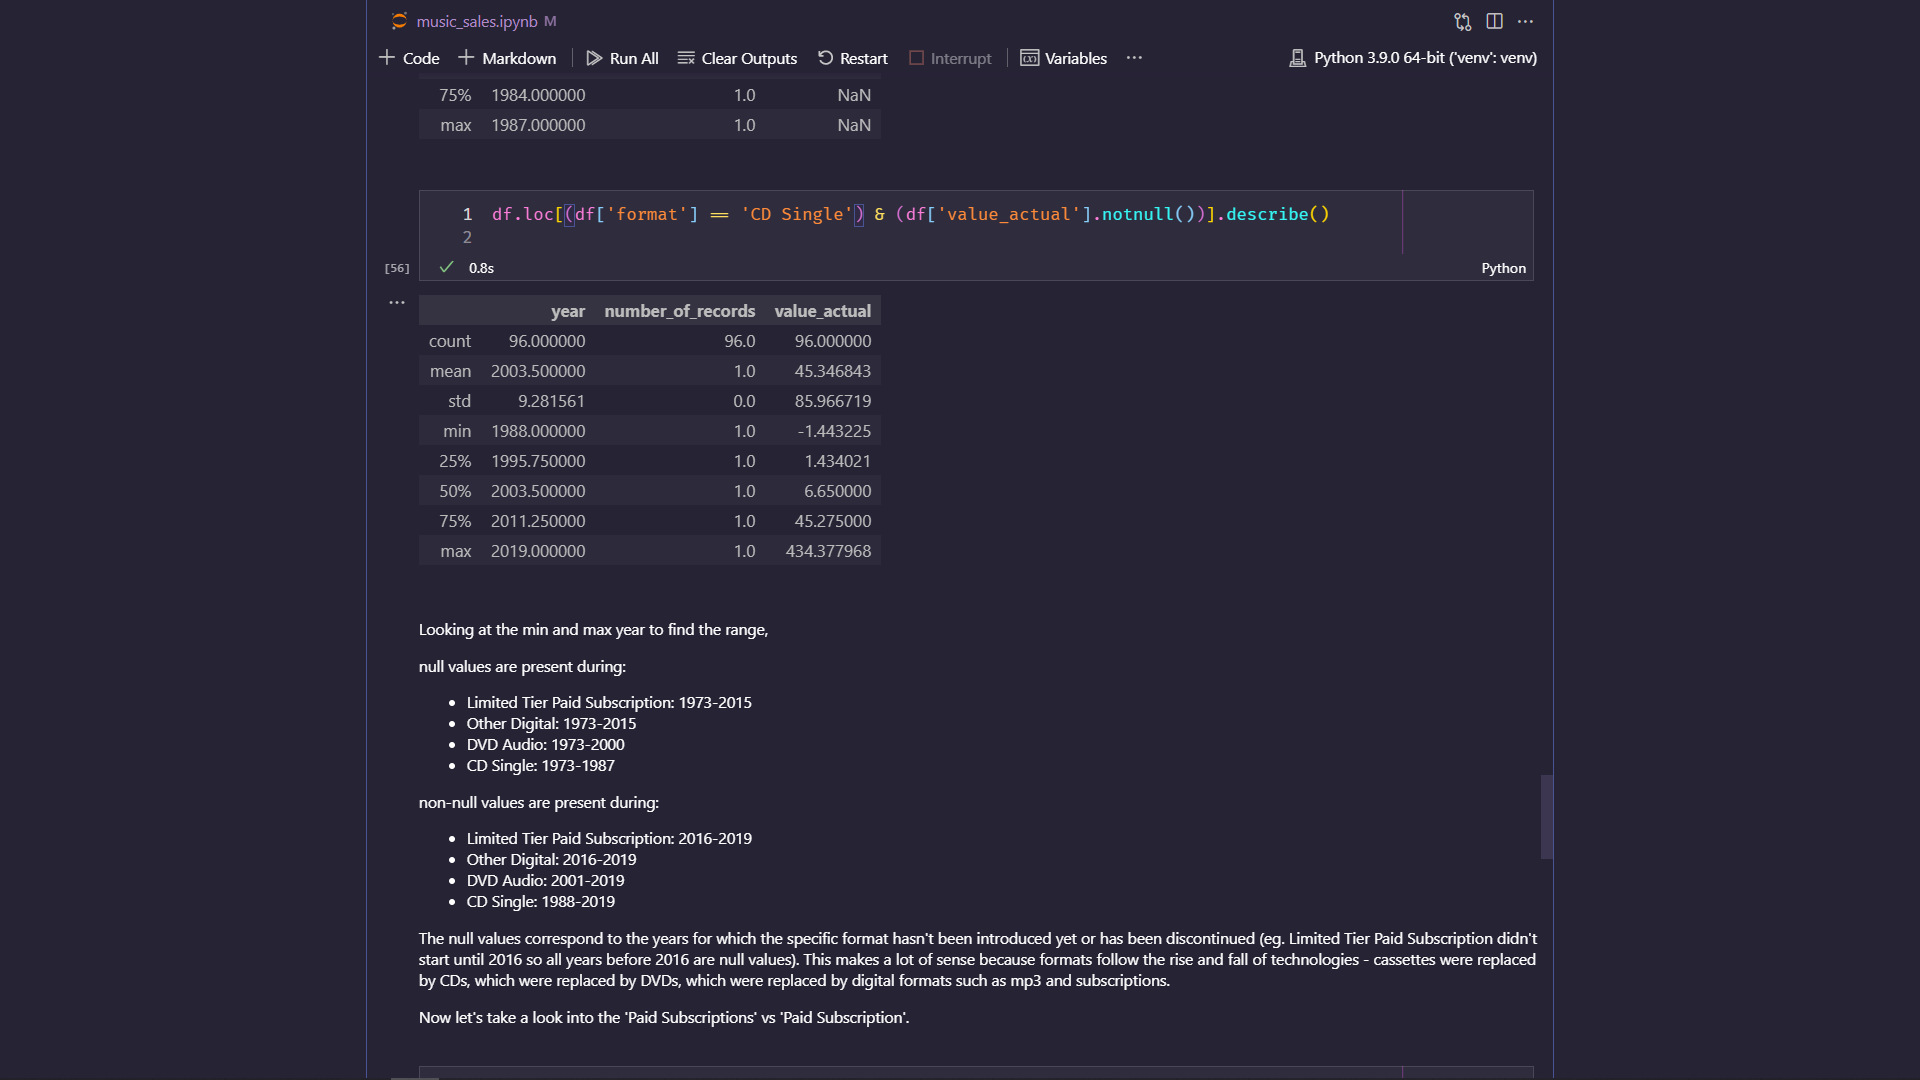 music_sales.ipynb M
Code Markdown Run All Clear Outputs Restart Interrupt Variables ... Python 3.9.0 64-bit ('venv': venv)
75% 1984.000000 1.0 NaN
max 1987.000000 1.0 NaN
1 df.loc[(df['format'] == 'CD Single') & (df['value_actual'].notnull())].describe()
2
[56] 0.8s Python
year number_of_records value_actual
count 96.000000 96.0 96.000000
mean 2003.500000 1.0 45.346843
std 9.281561 0.0 85.966719
min 1988.000000 1.0 -1.443225
25% 1995.750000 1.0 1.434021
50% 2003.500000 1.0 6.650000
75% 2011.250000 1.0 45.275000
max 2019.000000 1.0 434.377968
Looking at the min and max year to find the range,
null values are present during:
• Limited Tier Paid Subscription: 1973-2015
• Other Digital: 1973-2015
• DVD Audio: 1973-2000
• CD Single: 1973-1987
non-null values are present during:
• Limited Tier Paid Subscription: 2016-2019
• Other Digital: 2016-2019
• DVD Audio: 2001-2019
• CD Single: 1988-2019
The null values correspond to the years for which the specific format hasn't been introduced yet or has been discontinued (eg. Limited Tier Paid Subscription didn't
start until 2016 so all years before 2016 are null values). This makes a lot of sense because formats follow the rise and fall of technologies - cassettes were replaced
by CDs, which were replaced by DVDs, which were replaced by digital formats such as mp3 and subscriptions.
Now let's take a look into the 'Paid Subscriptions' vs 'Paid Subscription'.